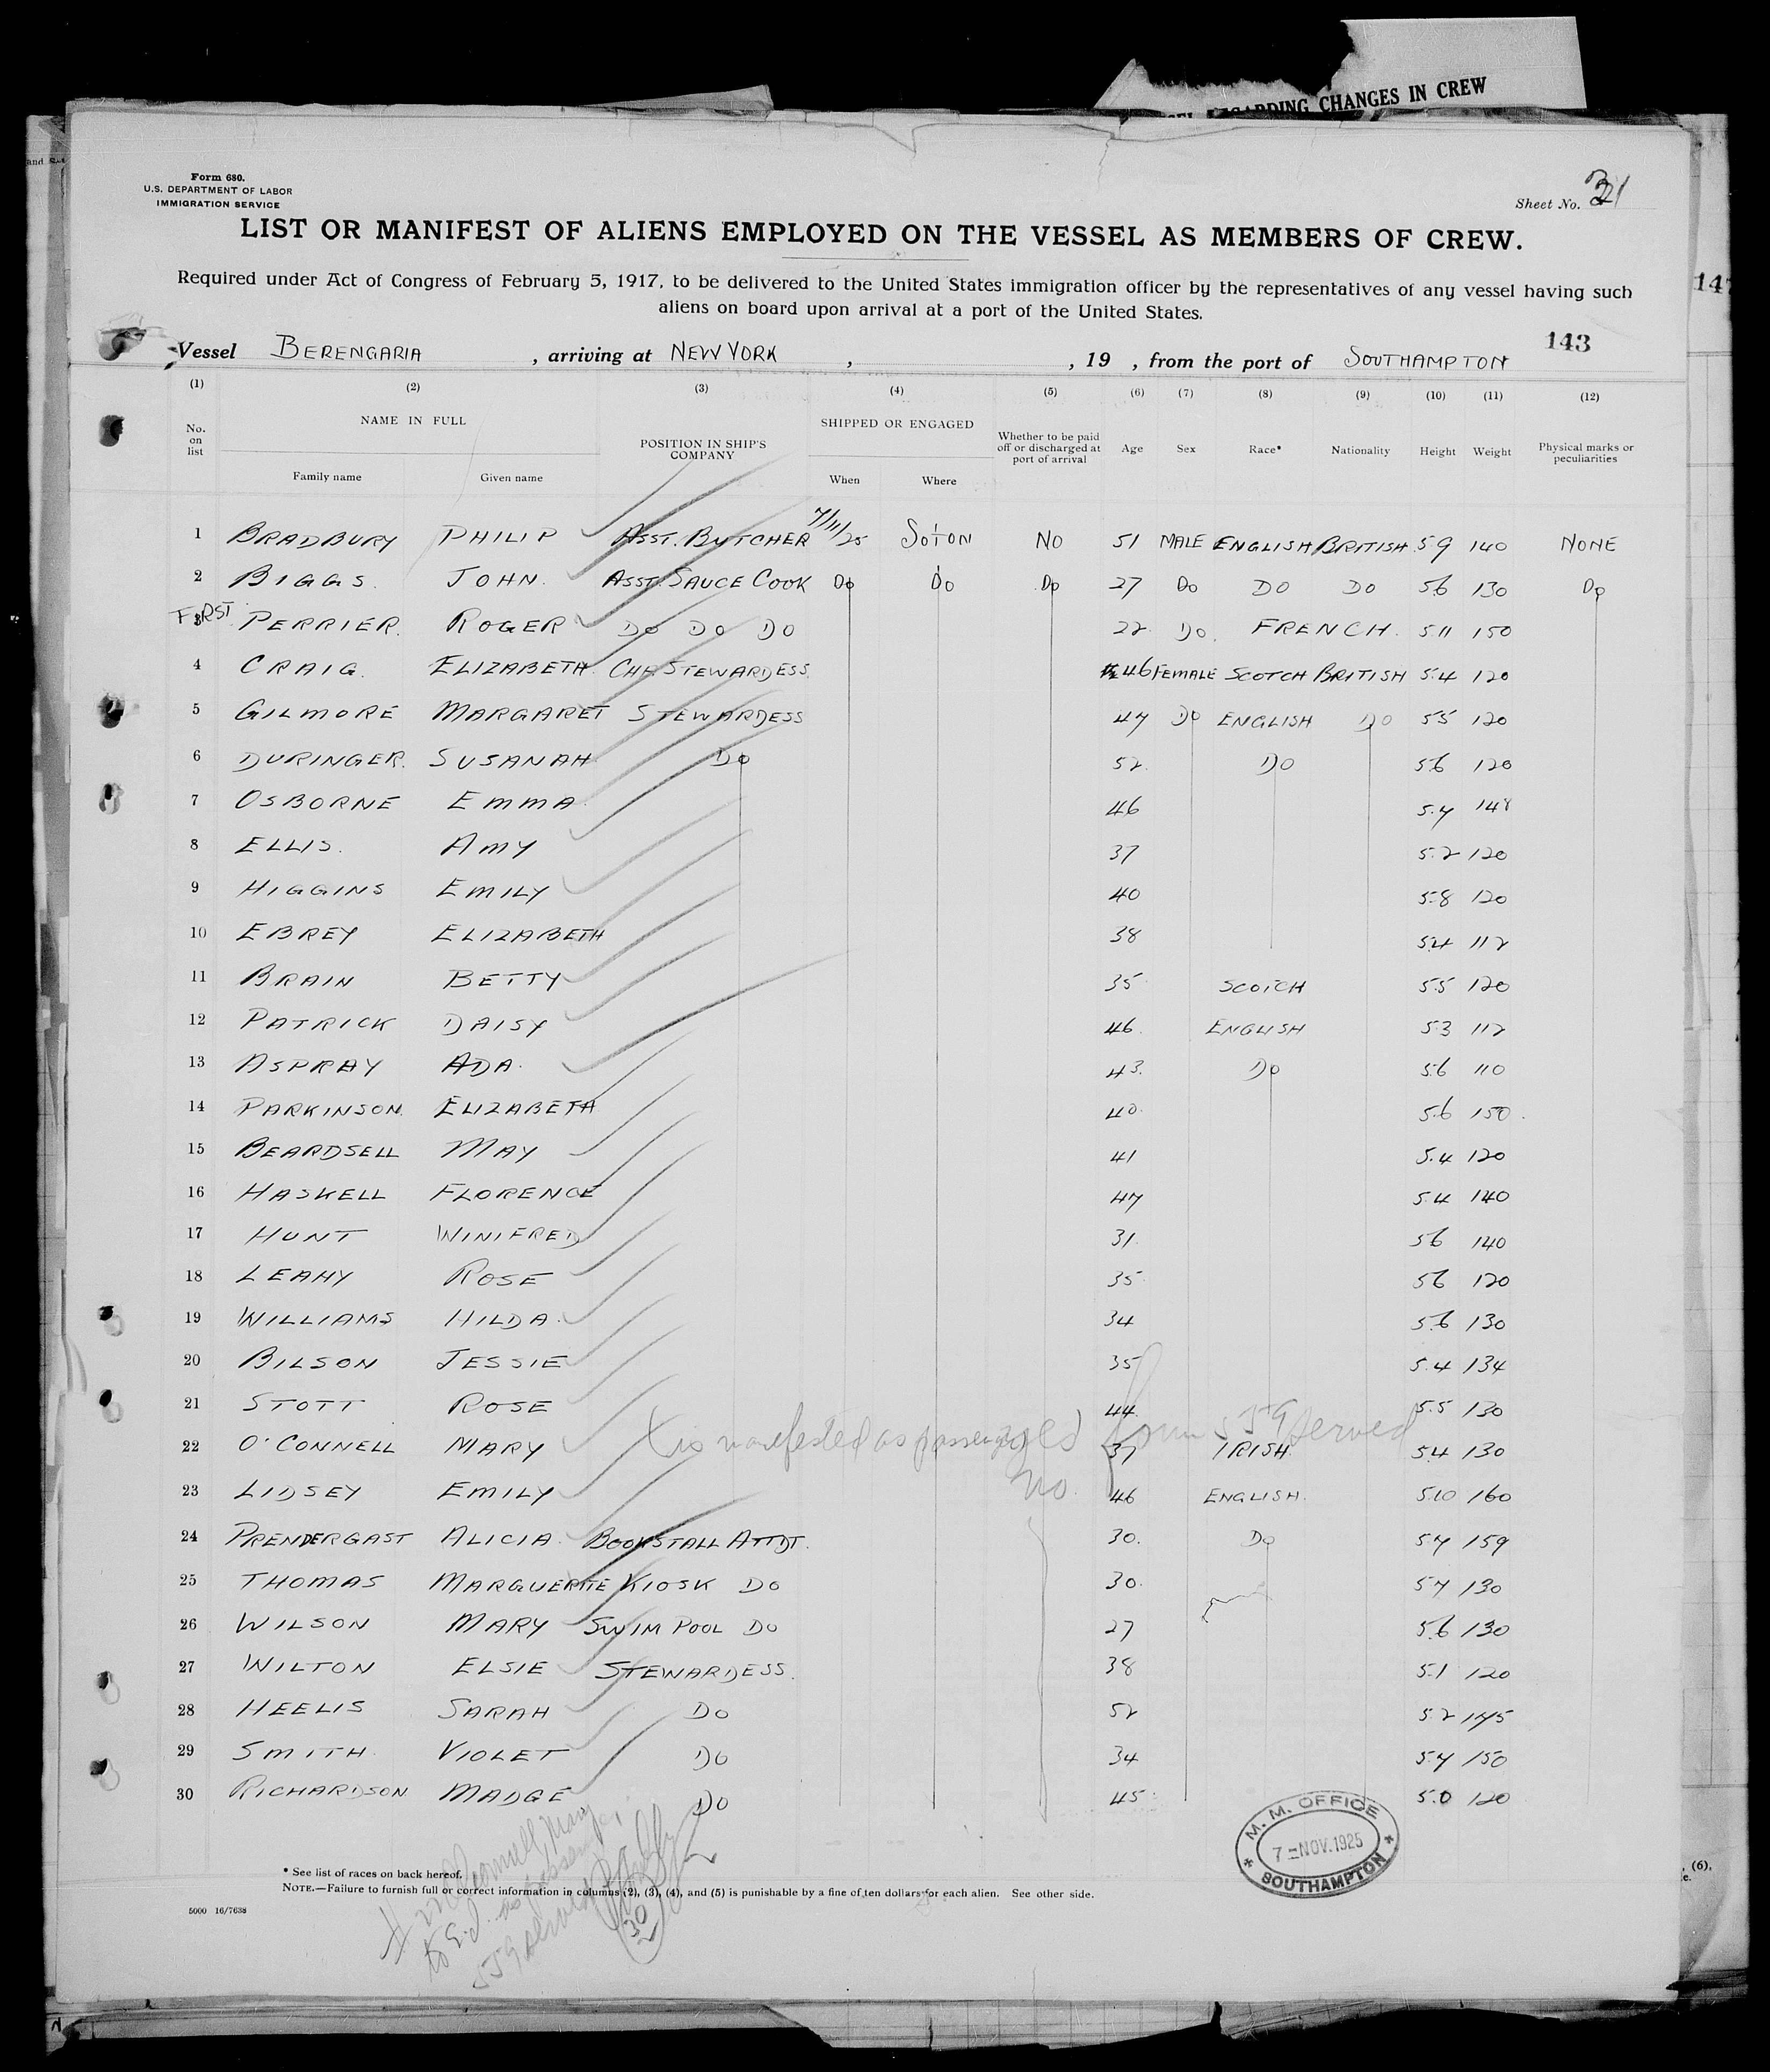 GARDING CHANGES IN CREW
Form 680.
U.S. DEPARTMENT OF LABOR
IMMIGRATION SERVICE
Sheet No. 31
LIST OR MANIFEST OF ALIENS EMPLOYED ON THE VESSEL AS MEMBERS OF CREW.
Required under Act of Congress of February 5, 1917, to be delivered to the United States immigration officer by the representatives of any vessel having such
aliens on board upon arrival at a port of the United States.
147
143
Vessel BERENGARIA , arriving at NEW YORK , , 19 , from the port of SOUTHAMPTON
(1) (2) (3) (4) (5) (6) (7) (8) (9) (10) (11) (12)
No. on list NAME IN FULL Family name Given name POSITION IN SHIP'S COMPANY SHIPPED OR ENGAGED When Where Whether to be paid off or discharged at port of arrival Age Sex Race* Nationality Height Weight Physical marks or peculiarities
1 BRADBURY PHILIP ASST. BUTCHER 7/11/25 SOTON NO 51 MALE ENGLISH BRITISH 5.9 140 NONE
2 BIGGS. JOHN. ASST. SAUCE COOK DO DO DO 27 DO DO DO 5.6 130 DO
3 PERRIER. ROGER DO DO DO 22 DO. FRENCH. 5.11 150
4 CRAIG. ELIZABETH. CH. STEWARDESS. 46 FEMALE SCOTCH BRITISH 5.4 120
5 GILMORE MARGARET STEWARDESS 47 DO ENGLISH DO 5.5 120
6 DURINGER. SUSANAH DO 52. DO 5.6 120
7 OSBORNE EMMA 46 5.7 148
8 ELLIS. AMY 37 5.2 120
9 HIGGINS EMILY 40 5.8 120
10 EBREY ELIZABETH 38 5.4 112
11 BRAIN BETTY 35 SCOTCH 5.5 120
12 PATRICK DAISY 46. ENGLISH 5.3 112
13 ASPRAY ADA. 43. DO 5.6 110
14 PARKINSON. ELIZABETH 40. 5.6 150.
15 BEARDSELL MAY 41 5.4 120
16 HASKELL FLORENCE 47 5.4 140
17 HUNT WINIFRED 31. 5.6 140
18 LEAHY ROSE 35 5.6 120
19 WILLIAMS HILDA. 34 5.6 130
20 BILSON JESSIE 35 5.4 134
21 STOTT ROSE 44. 5.5 130
22 O'CONNELL MARY 37 IRISH. 5.4 130
is manifested as passenger
no.
23 LIDSEY EMILY 46 ENGLISH. 5.10 160
24 PRENDERGAST ALICIA. BOOKSTALL ATTDT. 30. DO 5.7 159
25 THOMAS MARGUERITE KIOSK DO 30. 5.7 130
26 WILSON MARY SWIM POOL DO 27 5.6 130
27 WILTON ELSIE STEWARDESS. 38 5.1 120
28 HEELIS SARAH DO 52 5.2 145
29 SMITH. VIOLET DO 34 5.7 150
30 RICHARDSON MADGE DO 45. 5.0 120
M. M. OFFICE
7 - NOV. 1925
SOUTHAMPTON
* See list of races on back hereof.
NOTE.—Failure to furnish full or correct information in columns (2), (3), (4), and (5) is punishable by a fine of ten dollars for each alien. See other side.
5000 16/7638
30